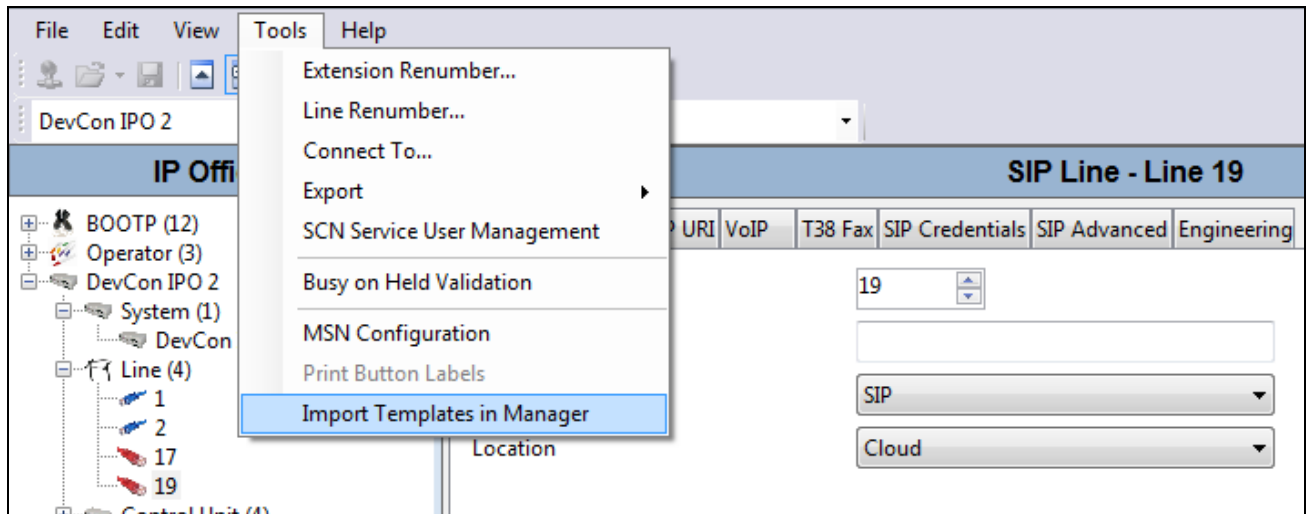 File Edit View Tools Help
DevCon IPO 2
Extension Renumber...
Line Renumber...
Connect To...
Export
SCN Service User Management
Busy on Held Validation
MSN Configuration
Print Button Labels
Import Templates in Manager
IP Offi
SIP Line - Line 19
BOOTP (12)
Operator (3)
DevCon IPO 2
System (1)
DevCon
Line (4)
1
2
17
19
URI VoIP T38 Fax SIP Credentials SIP Advanced Engineering
19
SIP
Location Cloud